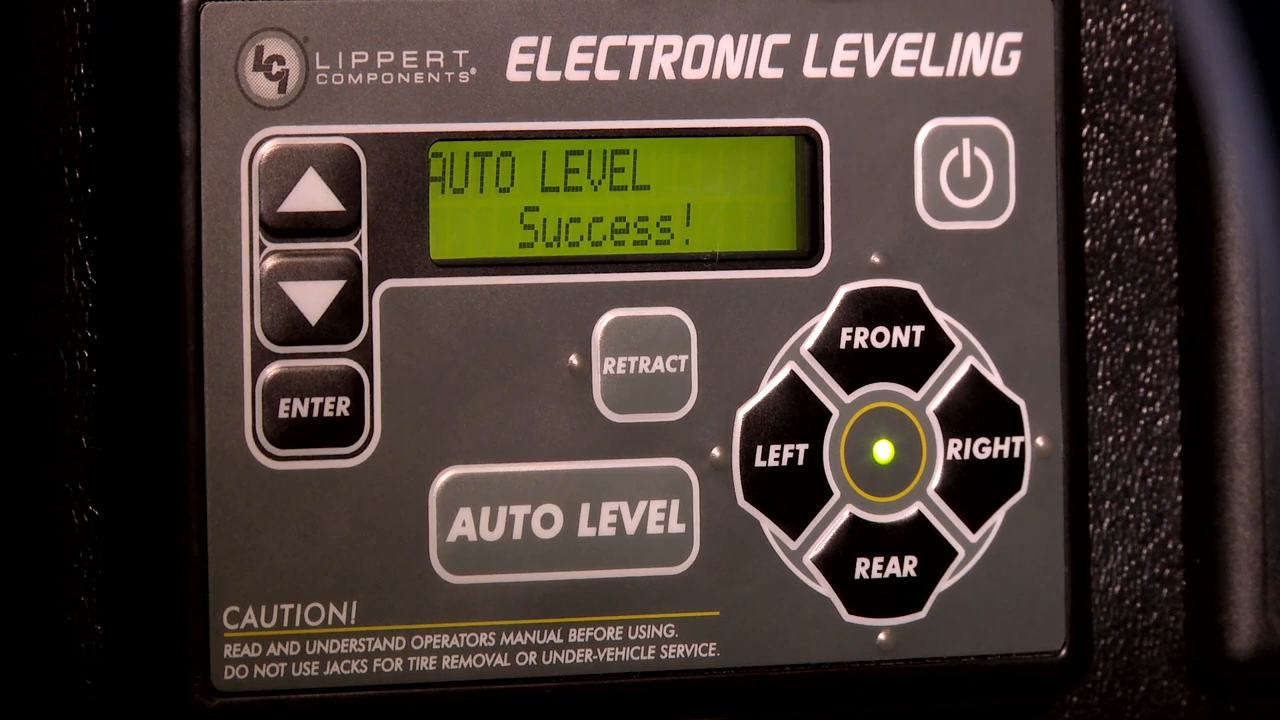 LCI LIPPERT COMPONENTS®
ELECTRONIC LEVELING
AUTO LEVEL
Success!
ENTER
RETRACT
AUTO LEVEL
FRONT
LEFT
RIGHT
REAR
CAUTION!
READ AND UNDERSTAND OPERATORS MANUAL BEFORE USING.
DO NOT USE JACKS FOR TIRE REMOVAL OR UNDER-VEHICLE SERVICE.